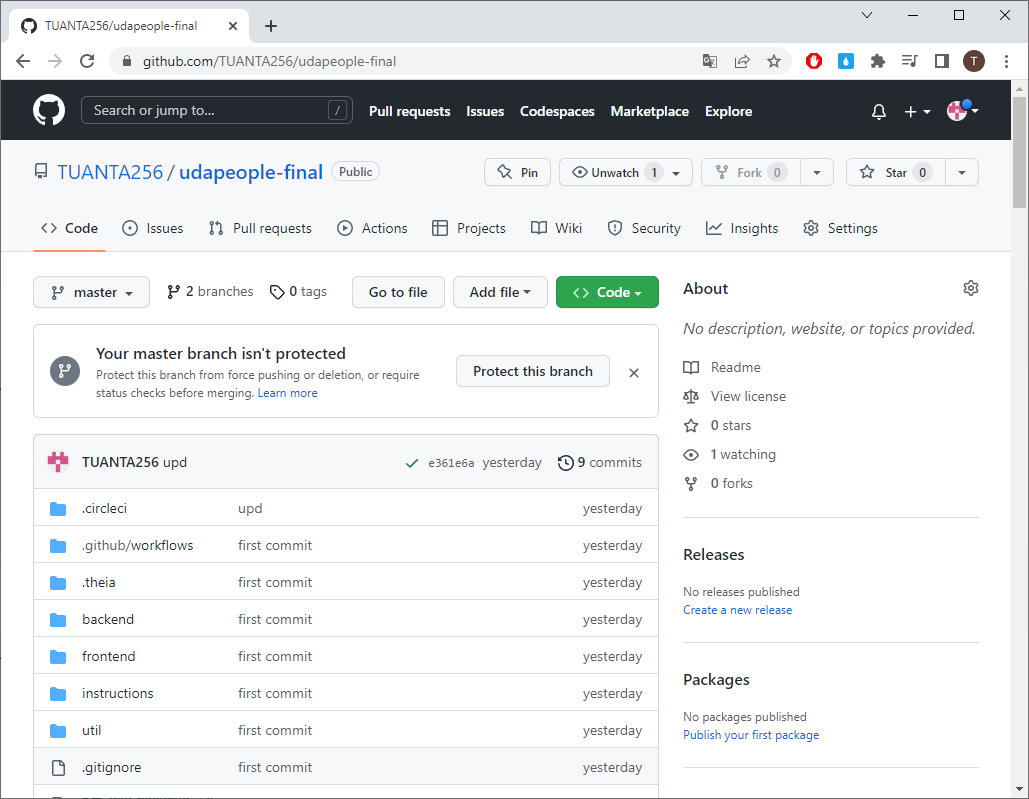 TUANTA256/udapeople-final
github.com/TUANTA256/udapeople-final
T
Search or jump to...
/
Pull requests
Issues
Codespaces
Marketplace
Explore
TUANTA256 / udapeople-final
Public
Pin
Unwatch 1
Fork 0
Star 0
Code
Issues
Pull requests
Actions
Projects
Wiki
Security
Insights
Settings
master
2 branches
0 tags
Go to file
Add file
Code
Your master branch isn't protected
Protect this branch from force pushing or deletion, or require
status checks before merging. Learn more
Protect this branch
TUANTA256 upd
e361e6a yesterday
9 commits
.circleci upd yesterday
.github/workflows first commit yesterday
.theia first commit yesterday
backend first commit yesterday
frontend first commit yesterday
instructions first commit yesterday
util first commit yesterday
.gitignore first commit yesterday
About
No description, website, or topics provided.
Readme
View license
0 stars
1 watching
0 forks
Releases
No releases published
Create a new release
Packages
No packages published
Publish your first package